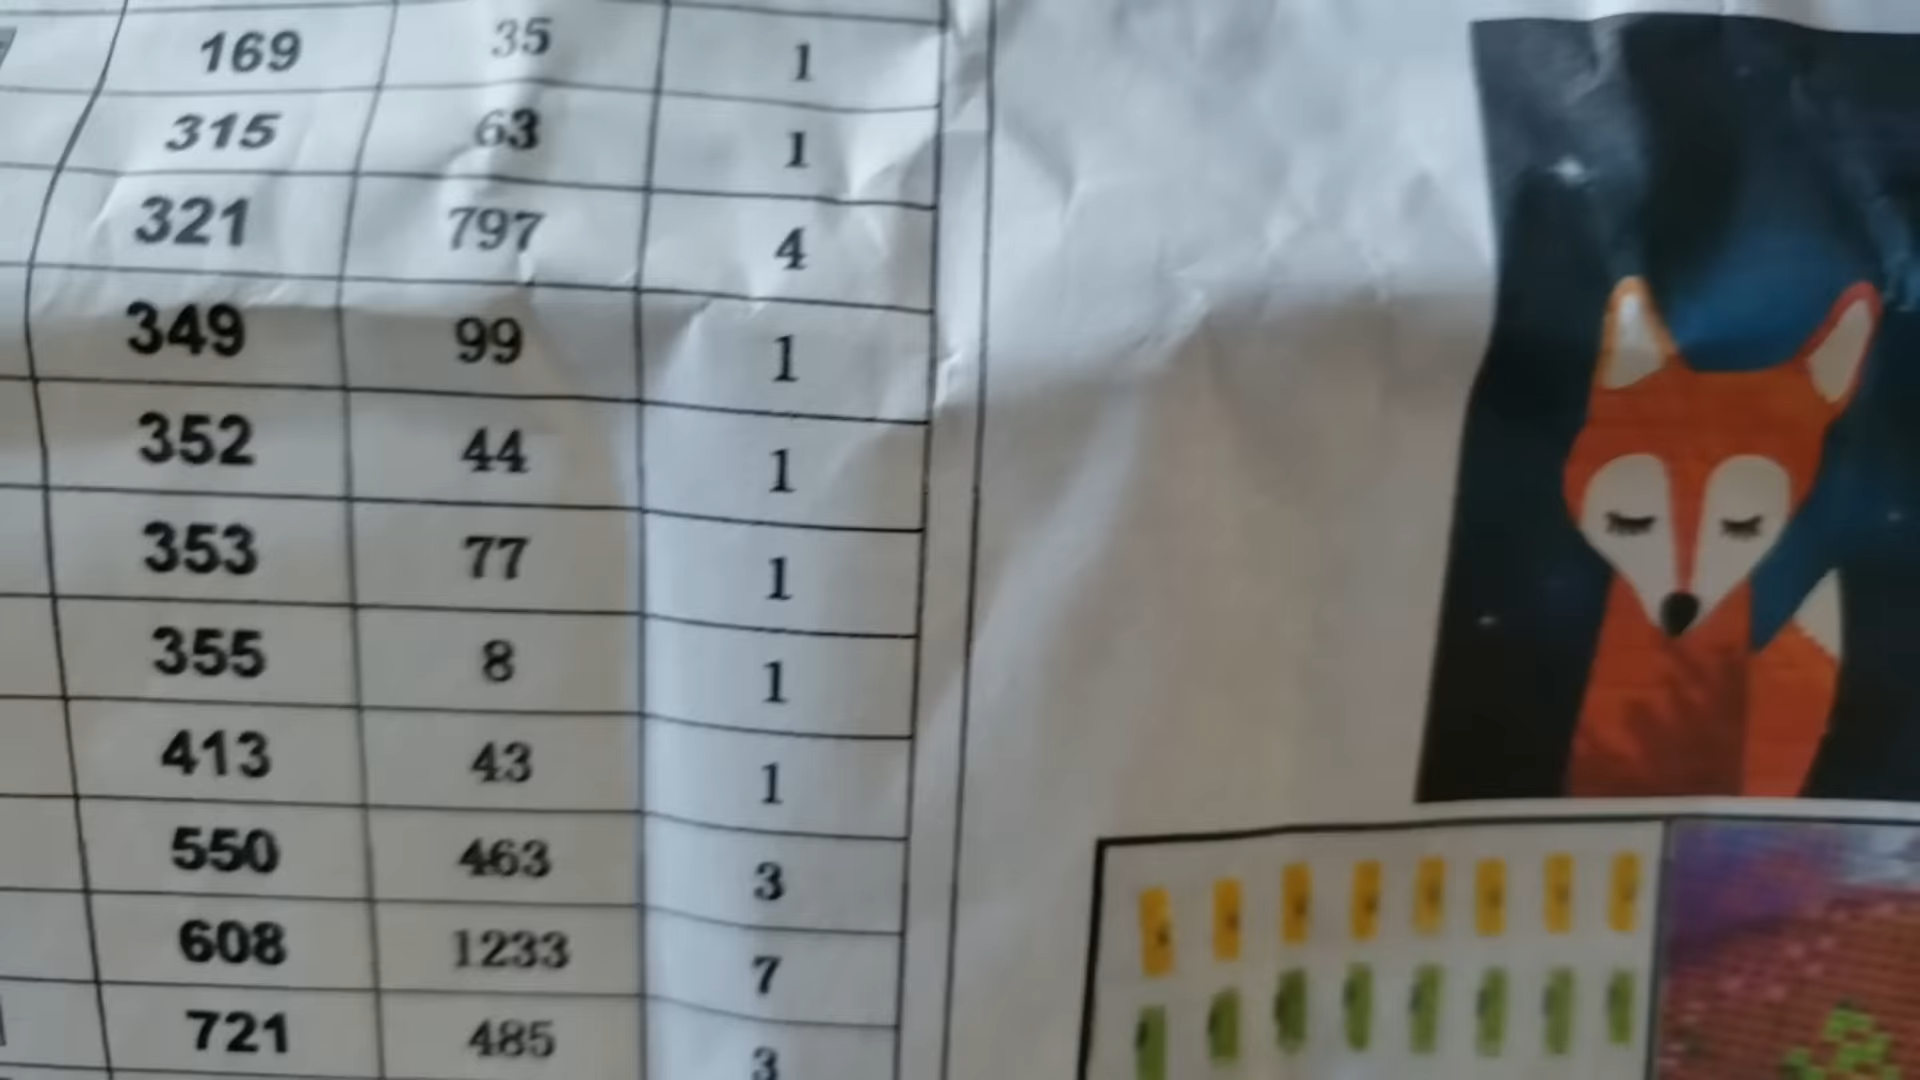 169 35 1
315 63 1
321 797 4
349 99 1
352 44 1
353 77 1
355 8 1
413 43 1
550 463 3
608 1233 7
721 485 3